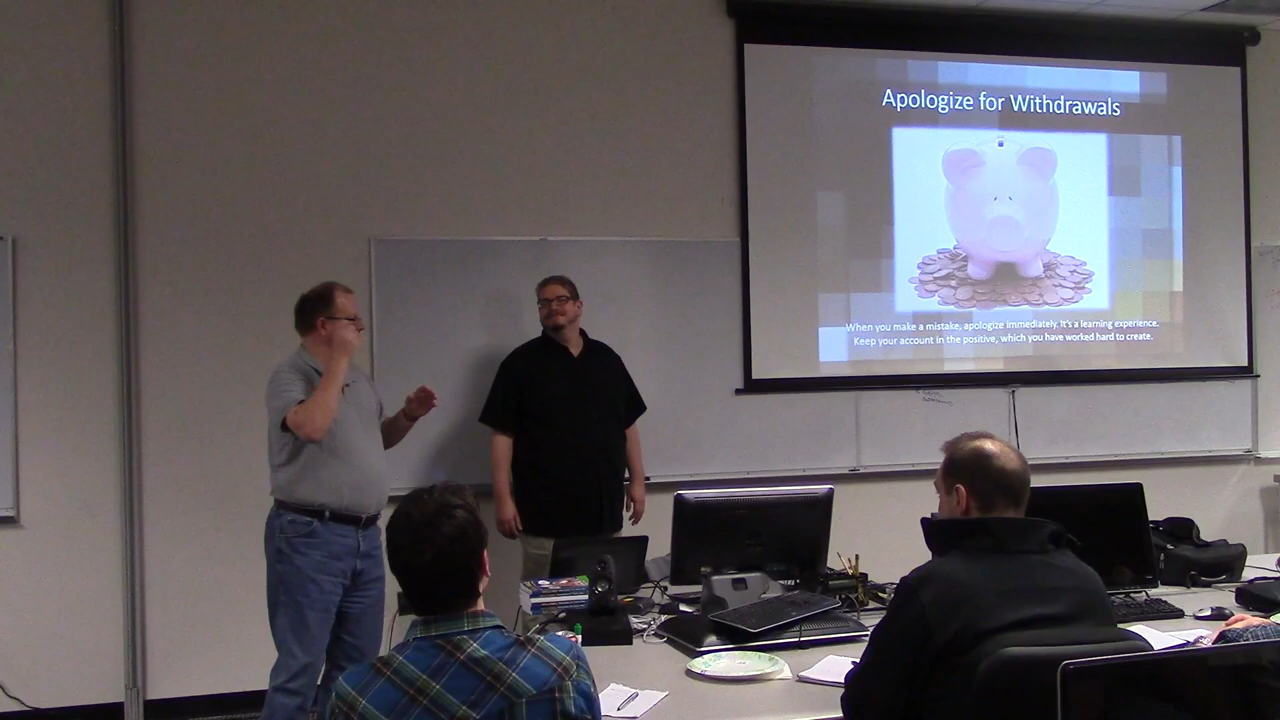 Apologize for Withdrawals
When you make a mistake, apologize immediately. It's a learning experience.
Keep your account in the positive, which you have worked hard to create.